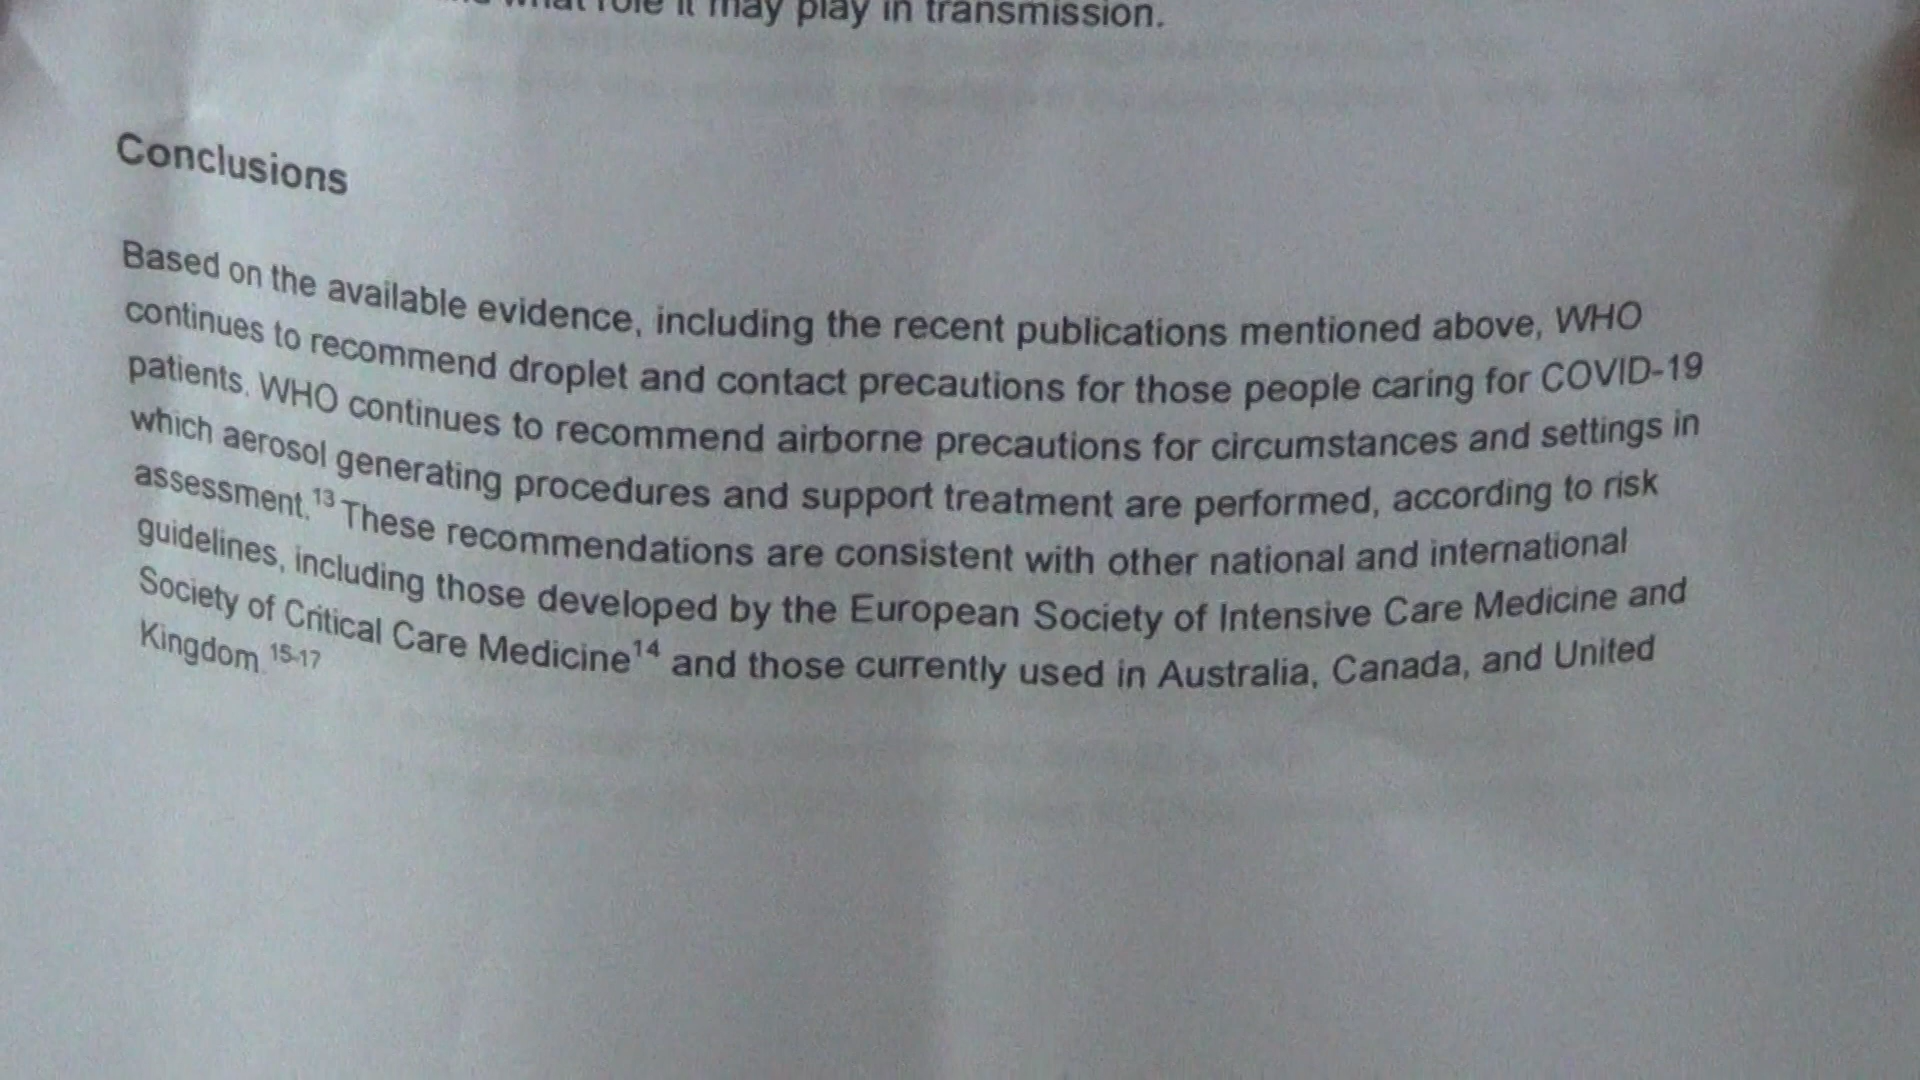 what role it may play in transmission.
Conclusions
Based on the available evidence, including the recent publications mentioned above, WHO
continues to recommend droplet and contact precautions for those people caring for COVID-19
patients. WHO continues to recommend airborne precautions for circumstances and settings in
which aerosol generating procedures and support treatment are performed, according to risk
assessment.¹³ These recommendations are consistent with other national and international
guidelines, including those developed by the European Society of Intensive Care Medicine and
Society of Critical Care Medicine¹⁴ and those currently used in Australia, Canada, and United
Kingdom.¹⁵⁻¹⁷